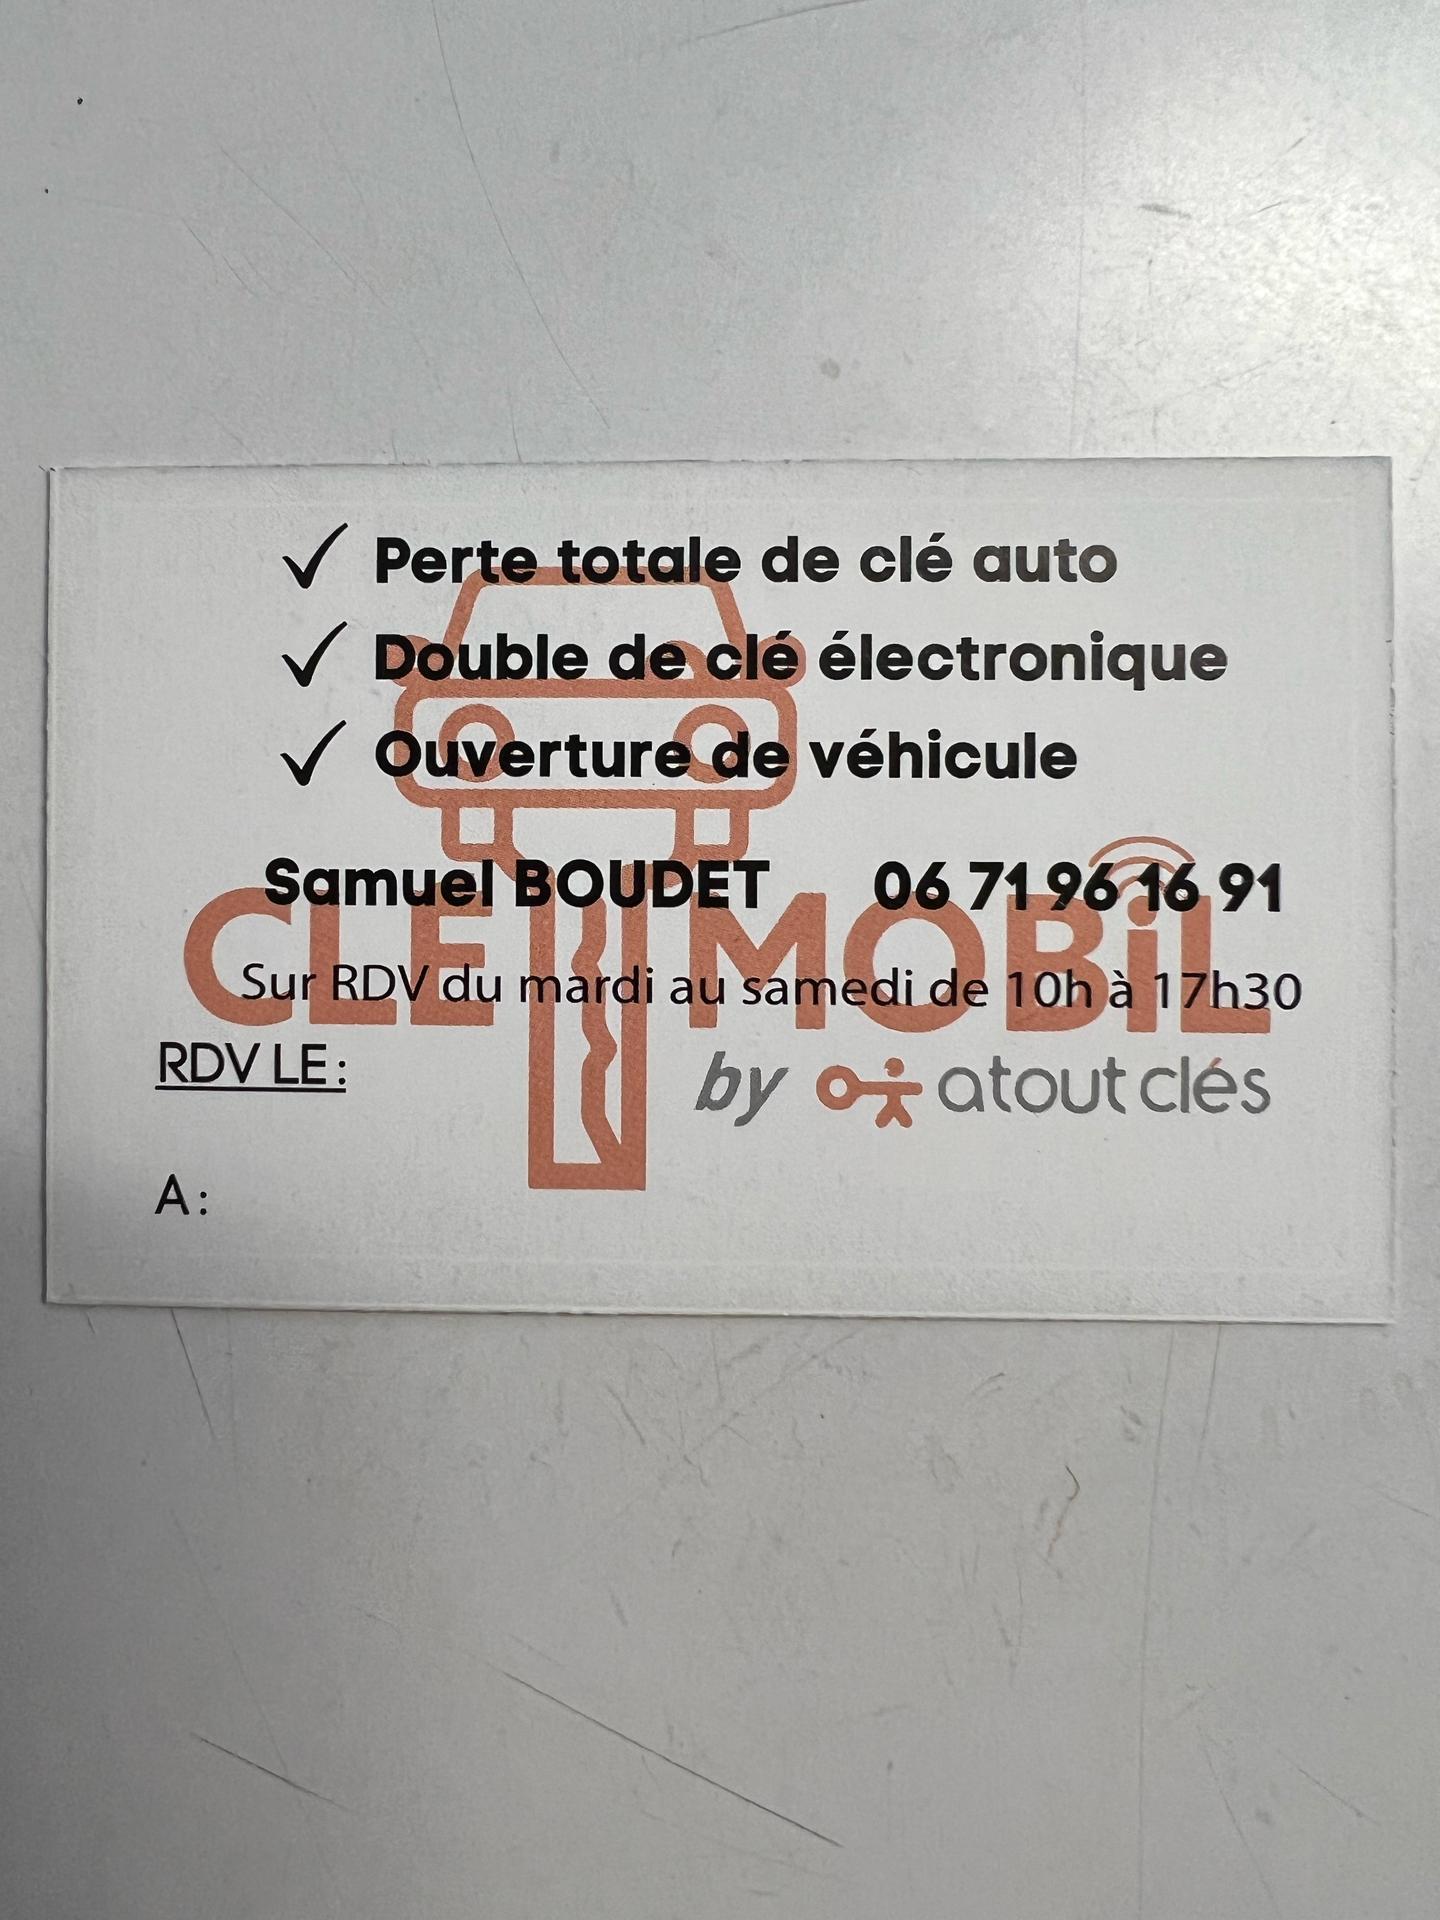 ✓ Perte totale de clé auto
✓ Double de clé électronique
✓ Ouverture de véhicule
Samuel BOUDET 06 71 96 16 91
CLE MOBiL
Sur RDV du mardi au samedi de 10h à 17h30
RDV LE :
by atout clés
A :